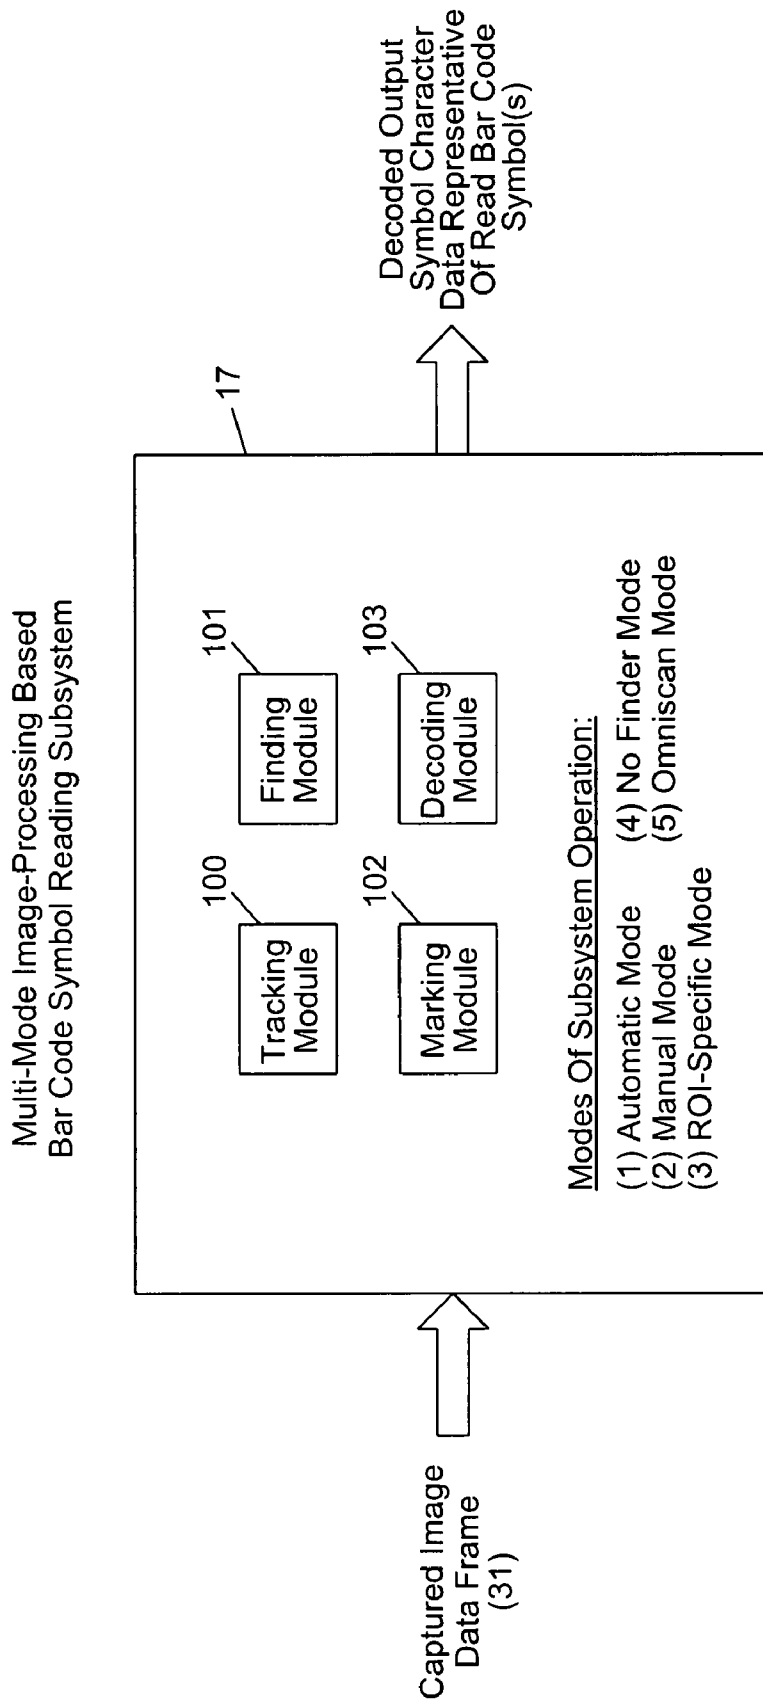 Multi-Mode Image-Processing Based
Bar Code Symbol Reading Subsystem
17
Captured Image
Data Frame
(31)
100
Tracking
Module
101
Finding
Module
102
Marking
Module
103
Decoding
Module
Modes Of Subsystem Operation:
(1) Automatic Mode
(2) Manual Mode
(3) ROI-Specific Mode
(4) No Finder Mode
(5) Omniscan Mode
Decoded Output
Symbol Character
Data Representative
Of Read Bar Code
Symbol(s)